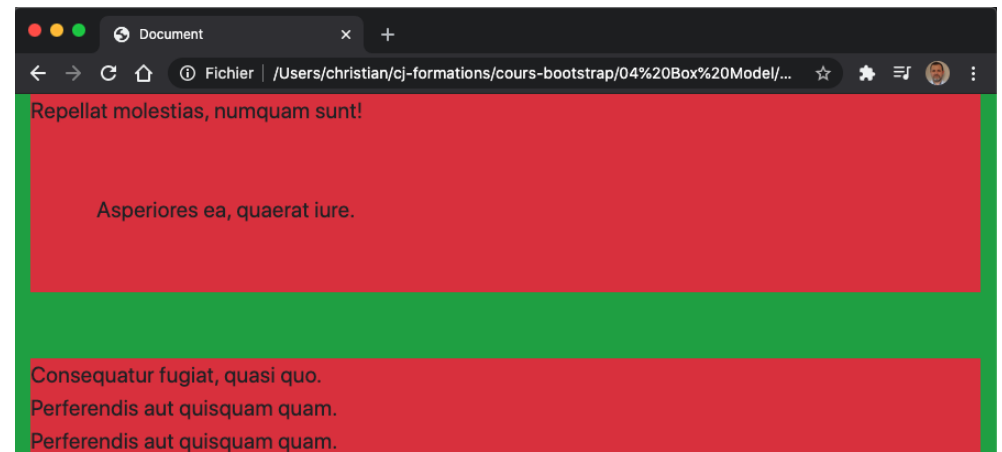 Document
Fichier | /Users/christian/cj-formations/cours-bootstrap/04%20Box%20Model/...
Repellat molestias, numquam sunt!
Asperiores ea, quaerat iure.
Consequatur fugiat, quasi quo.
Perferendis aut quisquam quam.
Perferendis aut quisquam quam.